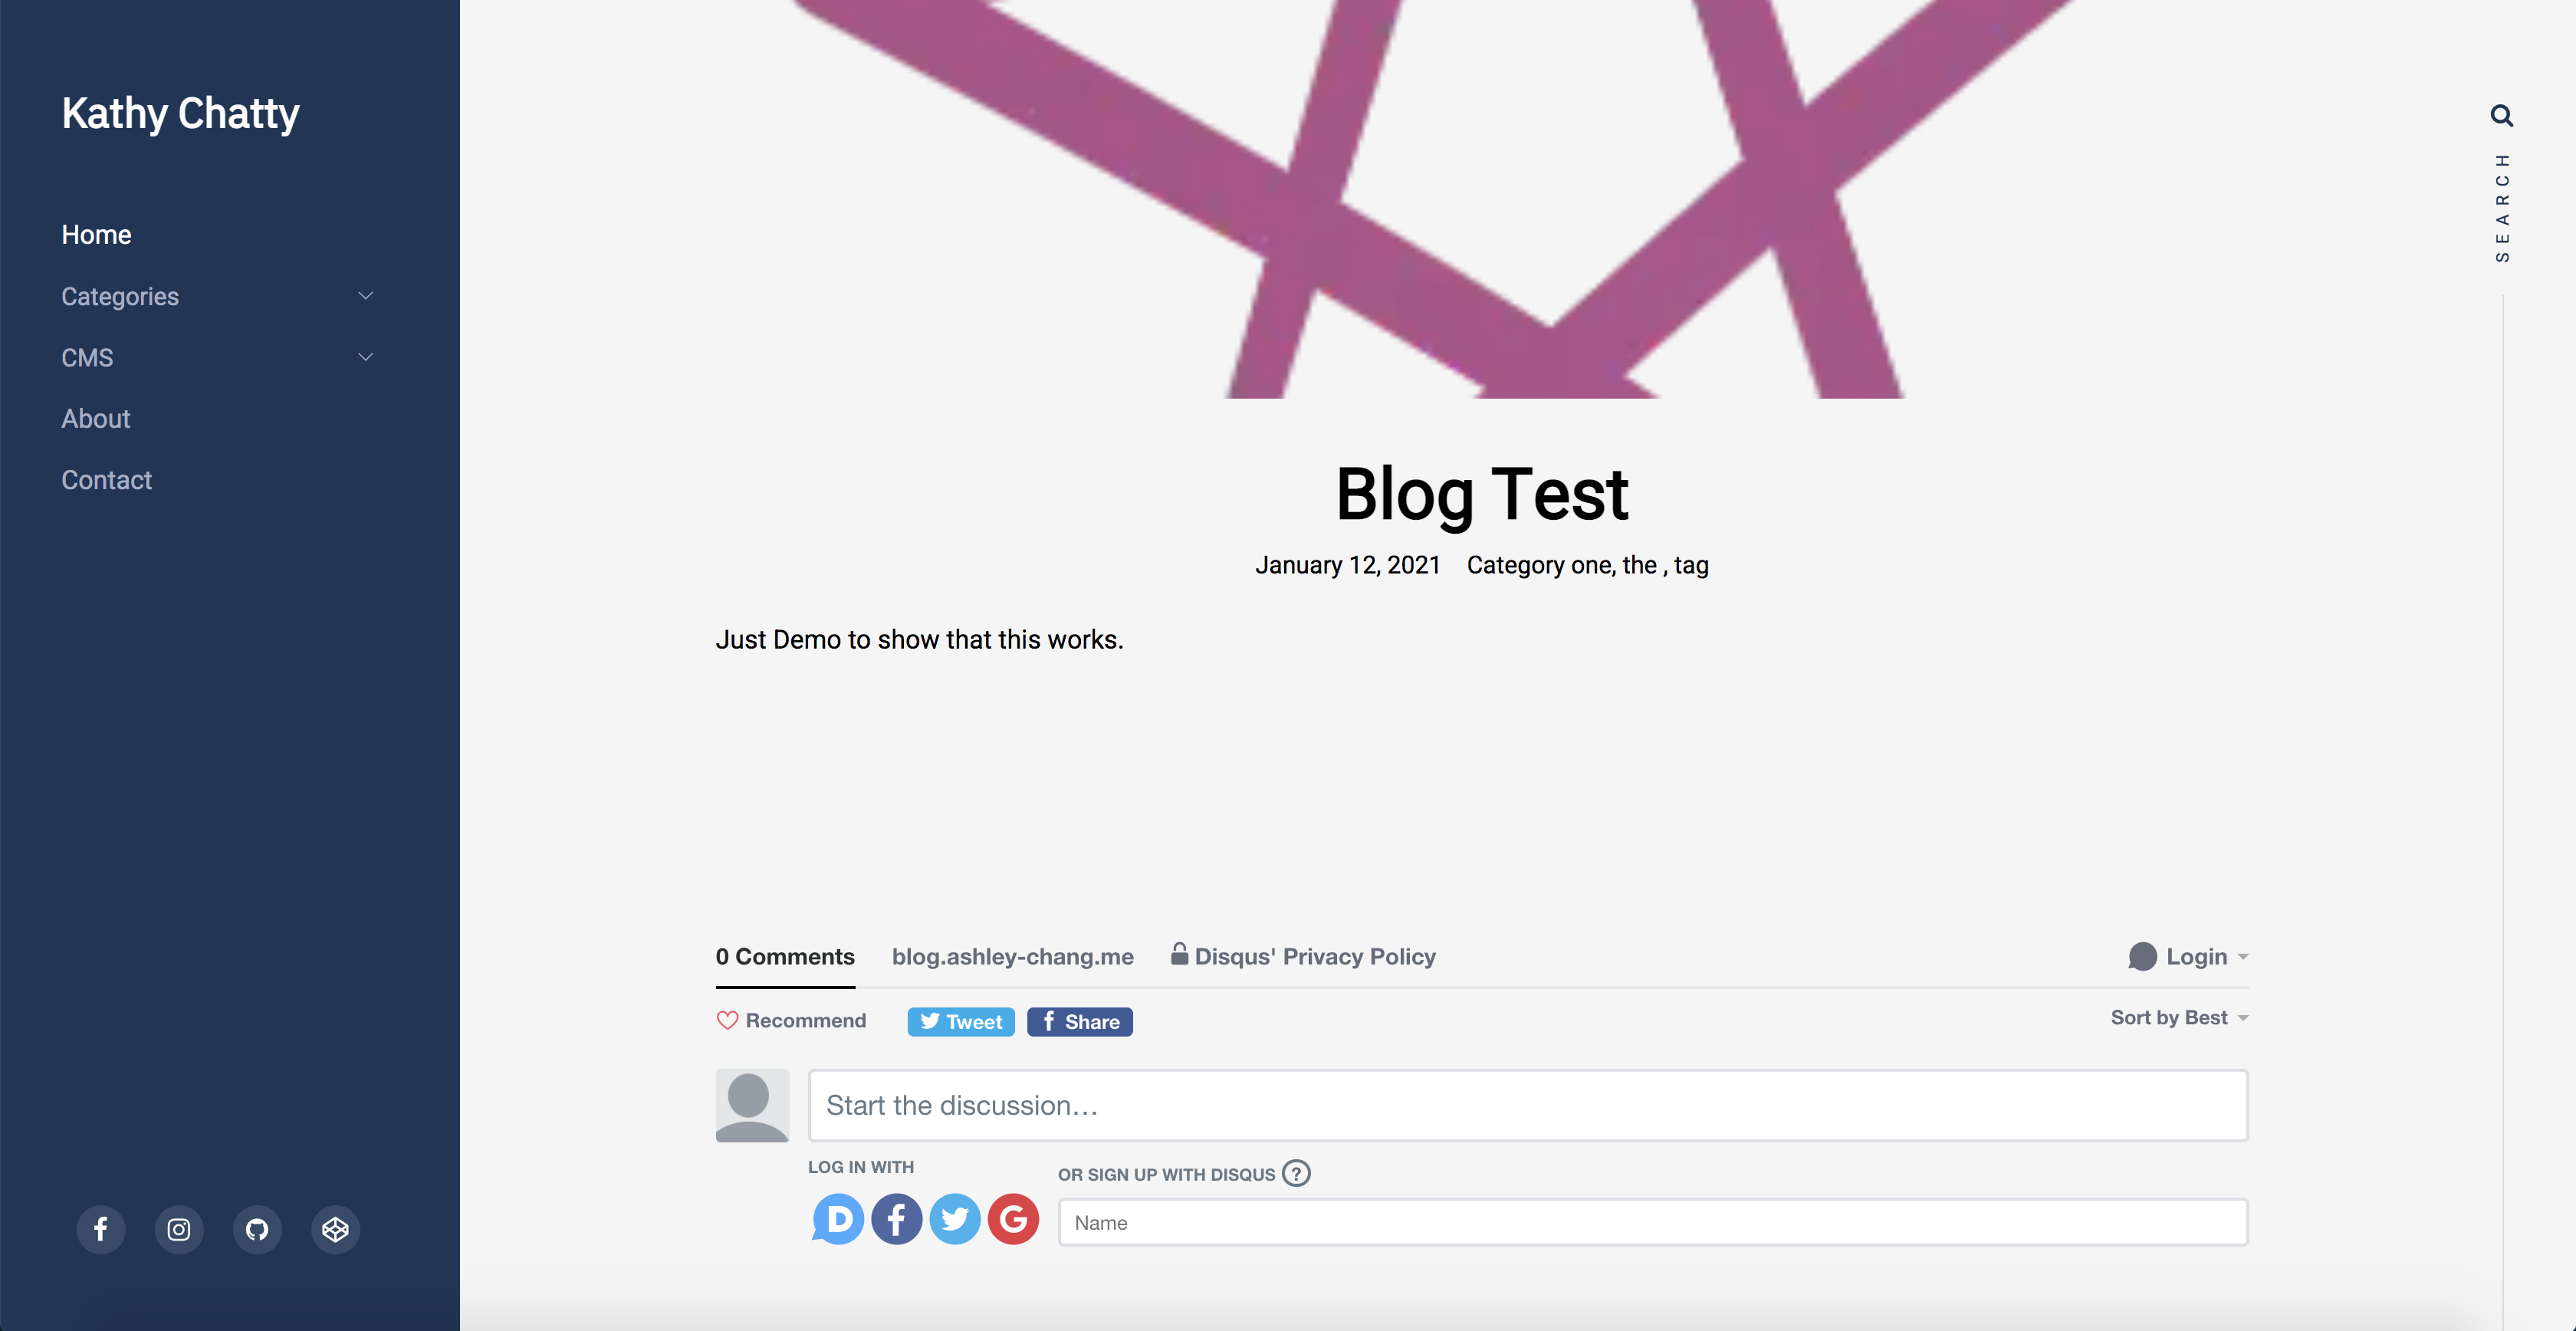 Kathy Chatty
Home
Categories
CMS
About
Contact
SEARCH
Blog Test
January 12, 2021 Category one, the , tag
Just Demo to show that this works.
0 Comments blog.ashley-chang.me Disqus' Privacy Policy Login
Recommend Tweet Share Sort by Best
Start the discussion...
LOG IN WITH
OR SIGN UP WITH DISQUS ?
Name